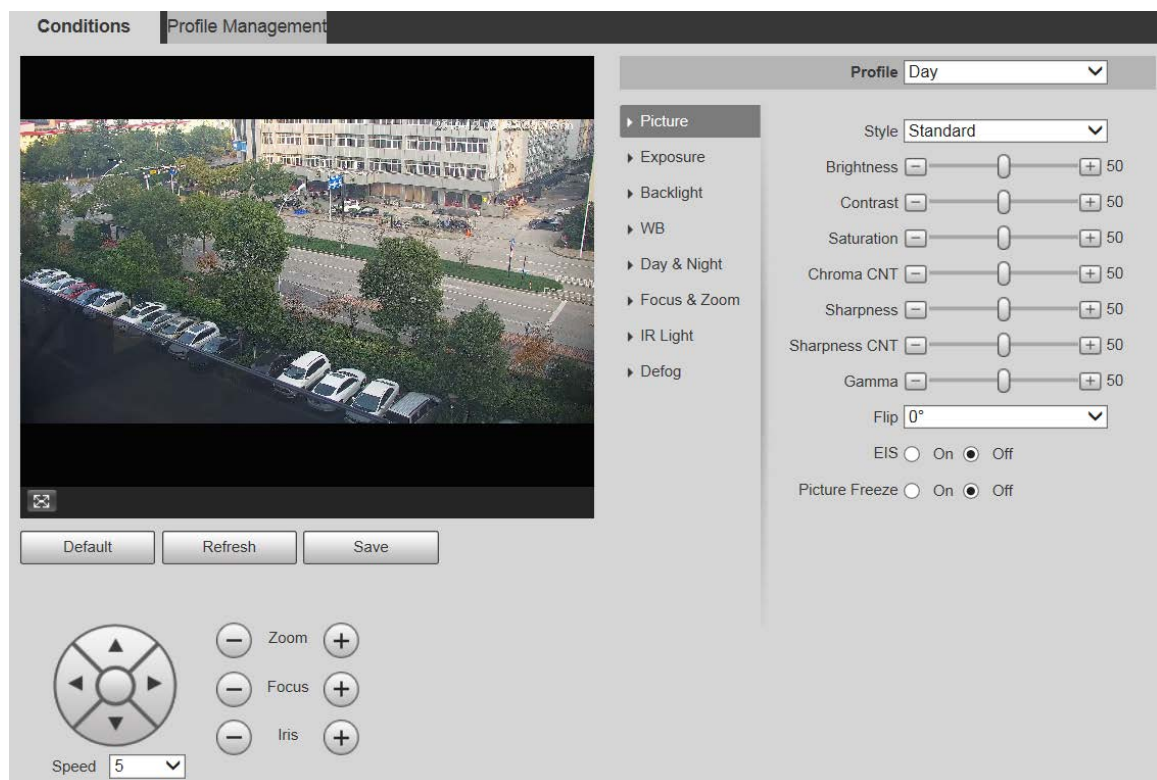 Conditions
Profile Management
Profile Day
Picture
Exposure
Backlight
WB
Day & Night
Focus & Zoom
IR Light
Defog
Style Standard
Brightness 50
Contrast 50
Saturation 50
Chroma CNT 50
Sharpness 50
Sharpness CNT 50
Gamma 50
Flip 0°
EIS On Off
Picture Freeze On Off
Default
Refresh
Save
Zoom
Focus
Iris
Speed 5